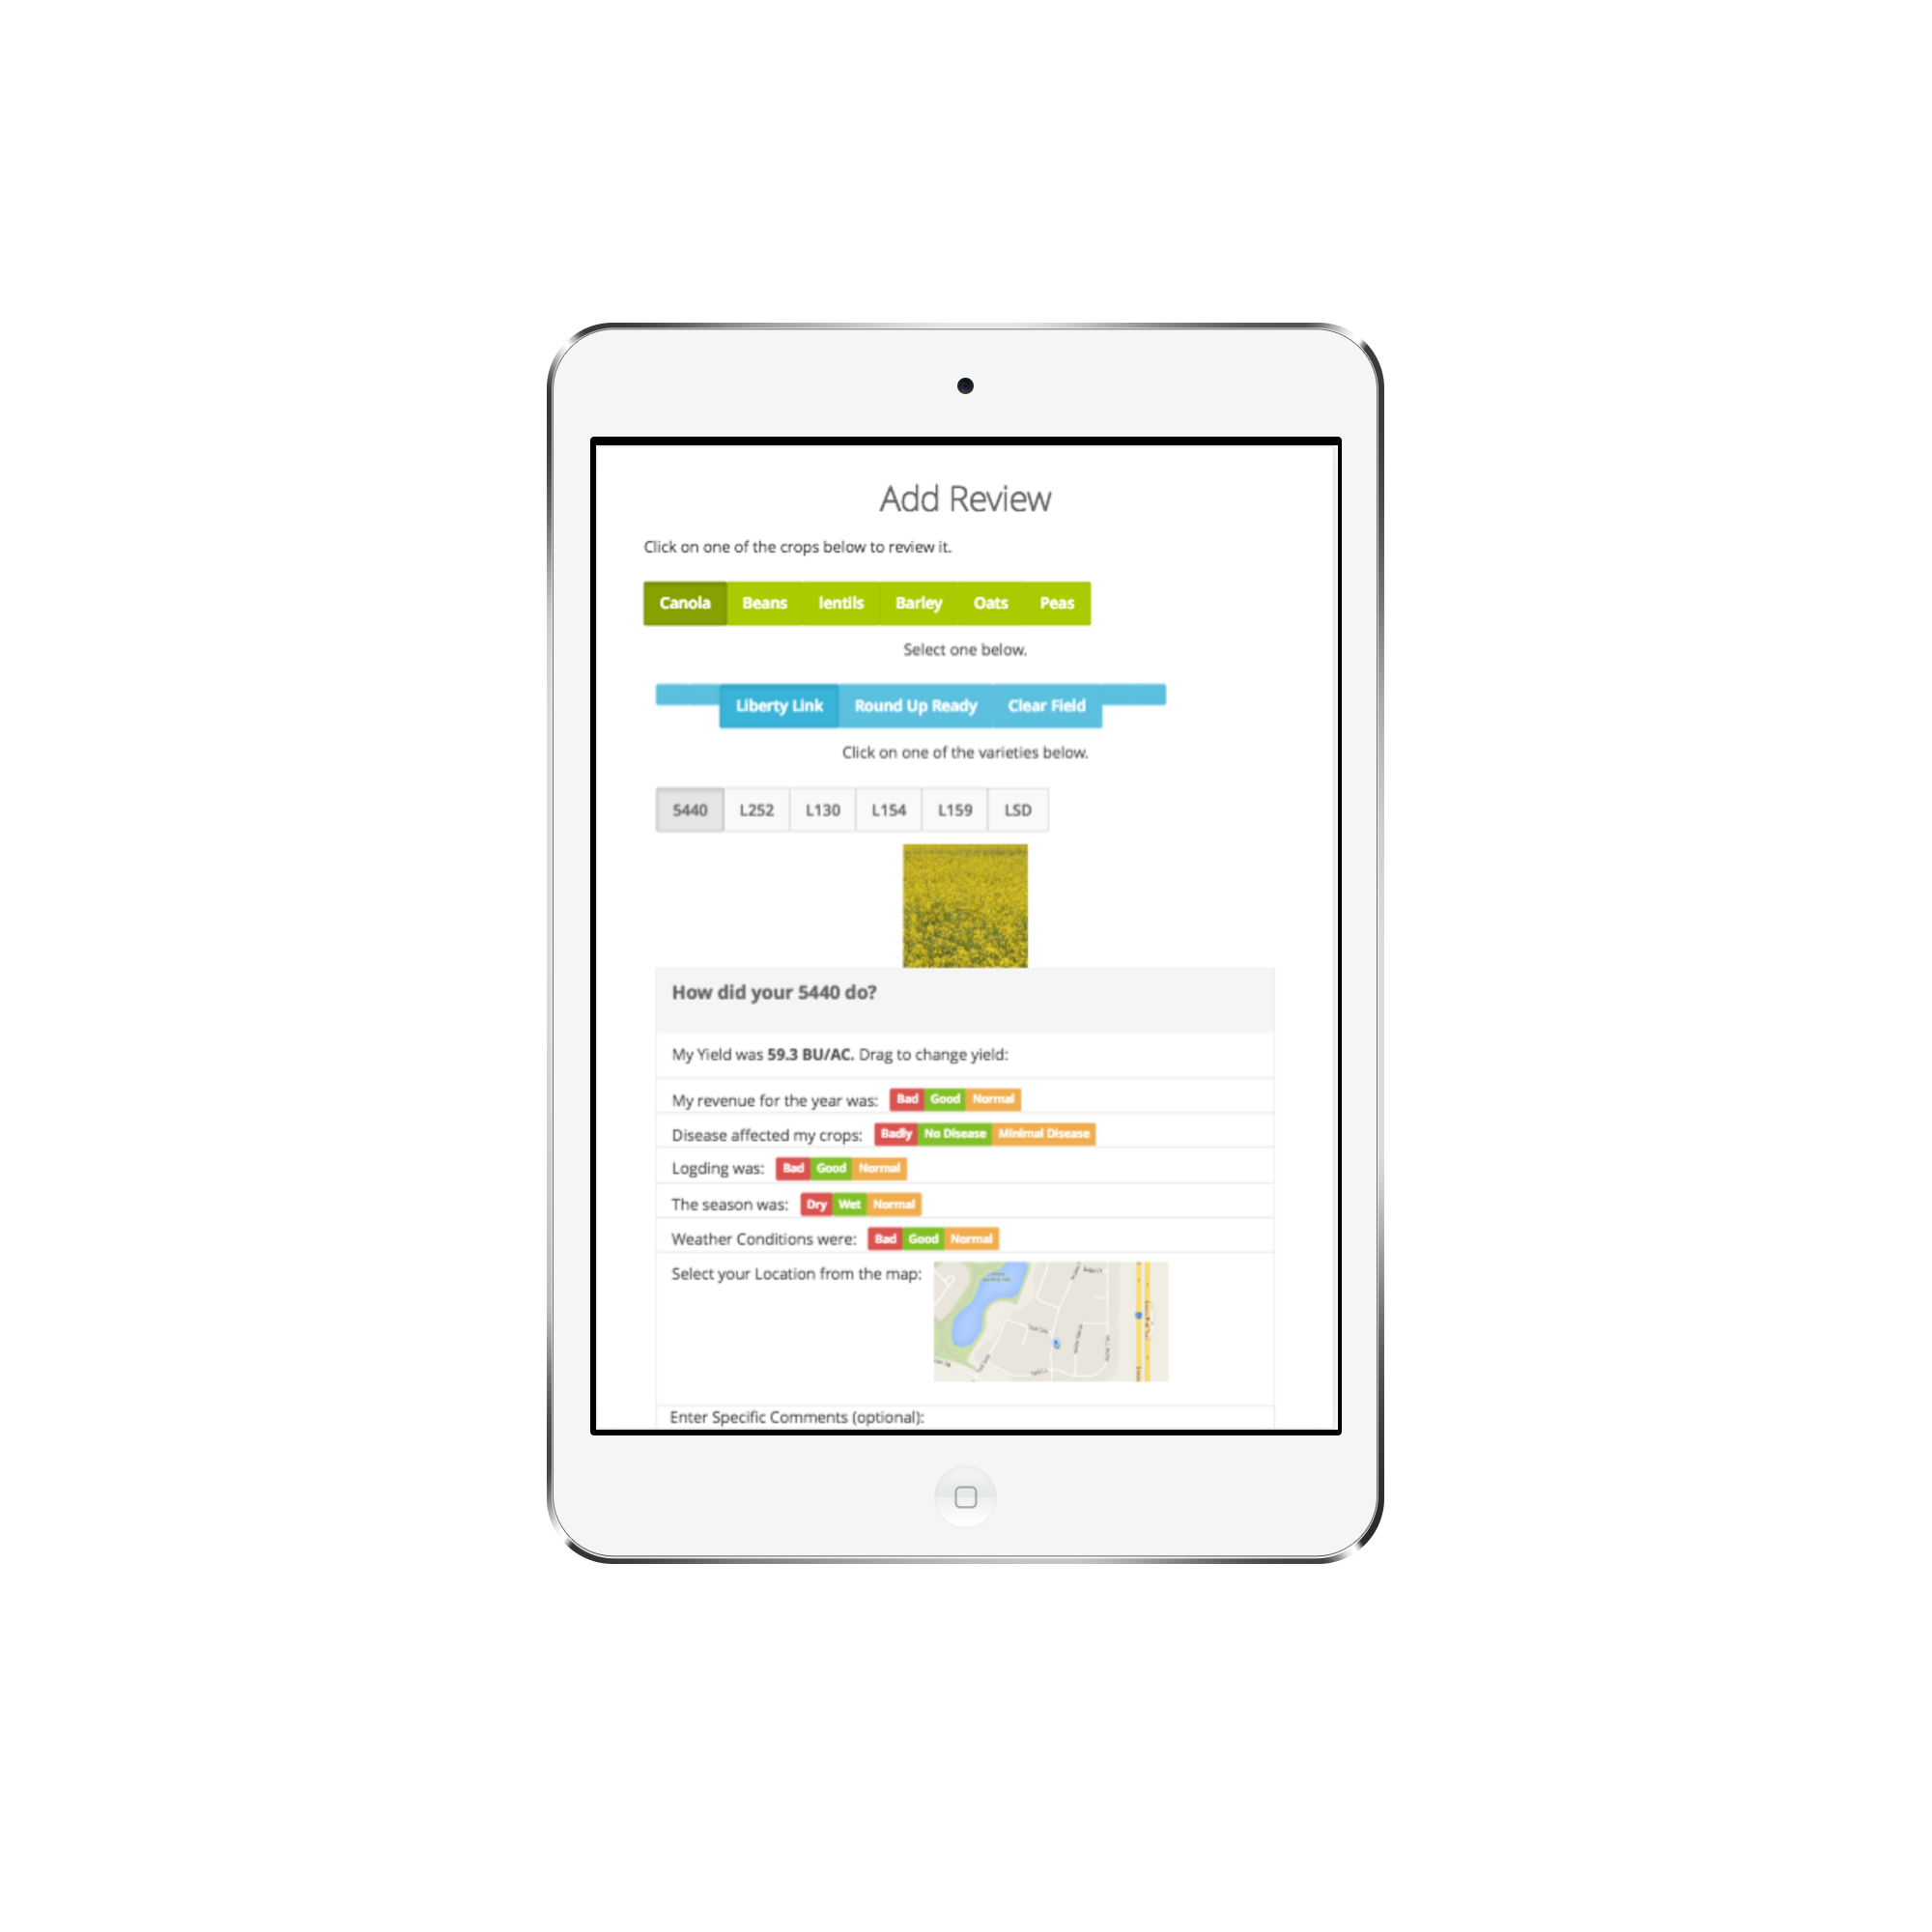 Add Review
Click on one of the crops below to review it.
Canola Beans lentils Barley Oats Peas
Select one below.
Liberty Link Round Up Ready Clear Field
Click on one of the varieties below.
5440 L252 L130 L154 L159 LSD
How did your 5440 do?
My Yield was 59.3 BU/AC. Drag to change yield:
My revenue for the year was: Bad Good Normal
Disease affected my crops: Badly No Disease Minimal Disease
Logding was: Bad Good Normal
The season was: Dry Wet Normal
Weather Conditions were: Bad Good Normal
Select your Location from the map:
Enter Specific Comments (optional):